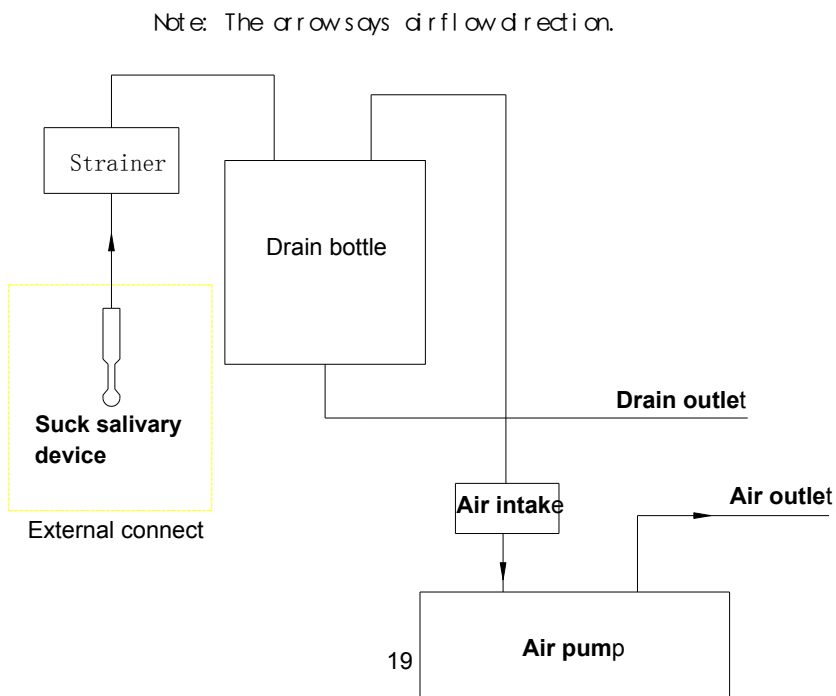 Note: The arrow says airflow direction.
Strainer
Drain bottle
Drain outlet
Suck salivary
device
Air intake
Air outlet
External connect
Air pump
19